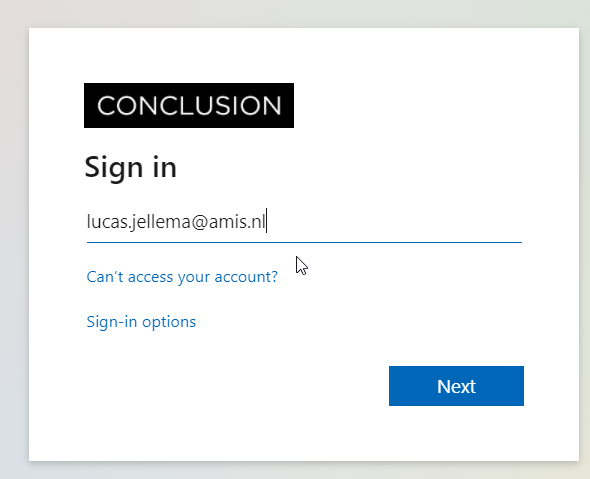 CONCLUSION
Sign in
lucas.jellema@amis.nl
Can't access your account?
Sign-in options
Next